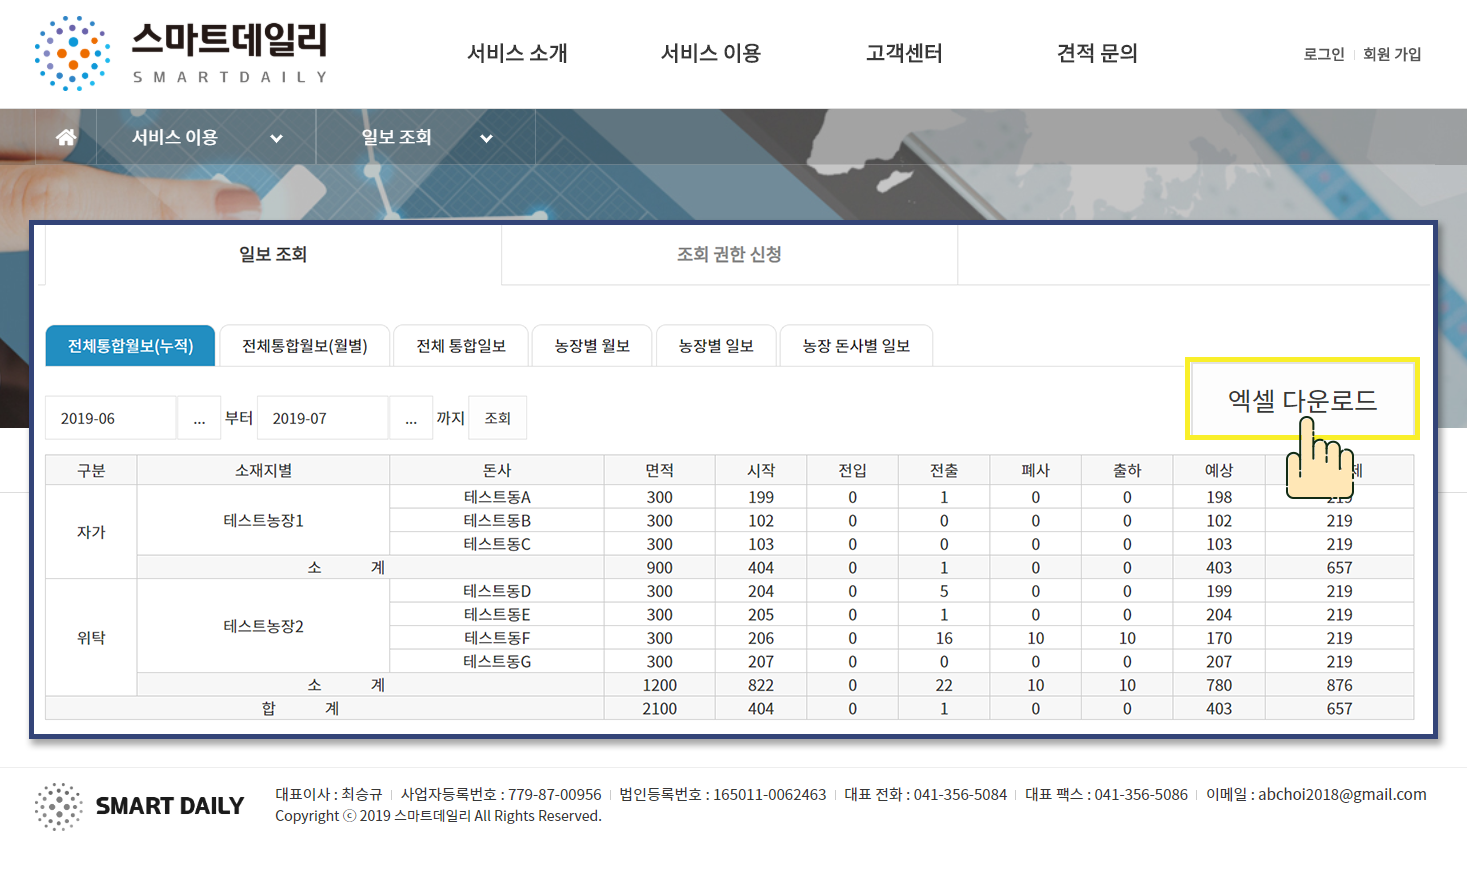 스마트데일리
SMARTDAILY
서비스 소개 서비스 이용 고객센터 견적 문의
로그인 회원 가입
서비스 이용 일보 조회
일보 조회 조회 권한 신청
전체통합월보(누적) 전체통합월보(월별) 전체 통합일보 농장별 월보 농장별 일보 농장 돈사별 일보
엑셀 다운로드
2019-06 ... 부터 2019-07 ... 까지 조회
구분 소재지별 돈사 면적 시작 전입 전출 폐사 출하 예상
자가 테스트농장1 테스트동A 300 199 0 1 0 0 198 219
테스트동B 300 102 0 0 0 0 102 219
테스트동C 300 103 0 0 0 0 103 219
소 계 900 404 0 1 0 0 403 657
위탁 테스트농장2 테스트동D 300 204 0 5 0 0 199 219
테스트동E 300 205 0 1 0 0 204 219
테스트동F 300 206 0 16 10 10 170 219
테스트동G 300 207 0 0 0 0 207 219
소 계 1200 822 0 22 10 10 780 876
합 계 2100 404 0 1 0 0 403 657
SMART DAILY
대표이사 : 최승규 사업자등록번호 : 779-87-00956 법인등록번호 : 165011-0062463 대표 전화 : 041-356-5084 대표 팩스 : 041-356-5086 이메일 : abchoi2018@gmail.com
Copyright ⓒ 2019 스마트데일리 All Rights Reserved.